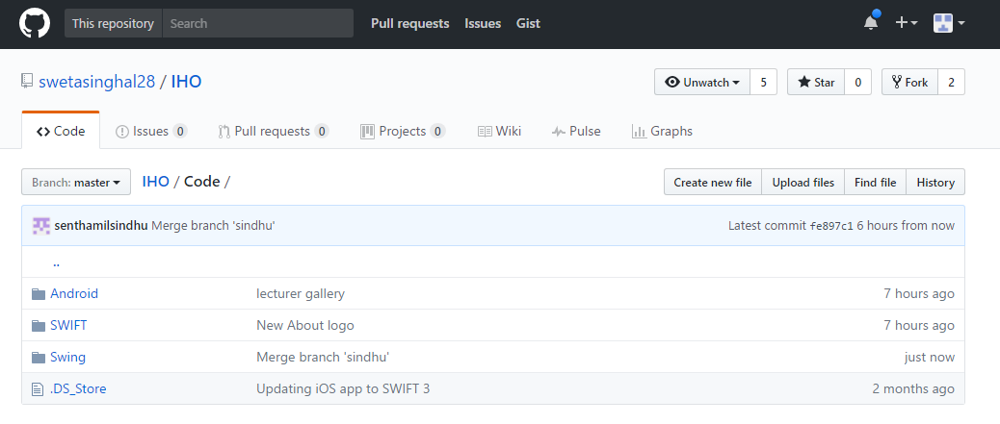 This repository Search Pull requests Issues Gist
swetasinghal28 / IHO Unwatch 5 Star 0 Fork 2
Code Issues 0 Pull requests 0 Projects 0 Wiki Pulse Graphs
Branch: master IHO / Code / Create new file Upload files Find file History
senthamilsindhu Merge branch 'sindhu' Latest commit fe897c1 6 hours from now
..
Android lecturer gallery 7 hours ago
SWIFT New About logo 7 hours ago
Swing Merge branch 'sindhu' just now
.DS_Store Updating iOS app to SWIFT 3 2 months ago